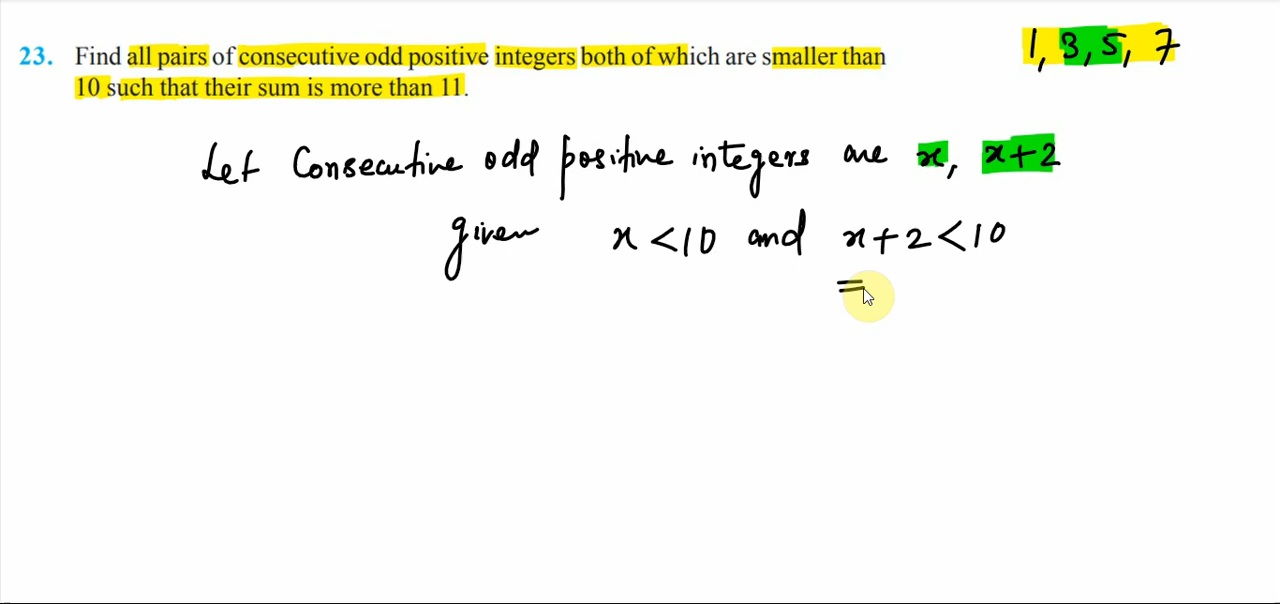 23. Find all pairs of consecutive odd positive integers both of which are smaller than
10 such that their sum is more than 11.
1, 3, 5, 7
Let Consecutive odd positive integers are x, x+2
given x < 10 and x+2 < 10
=